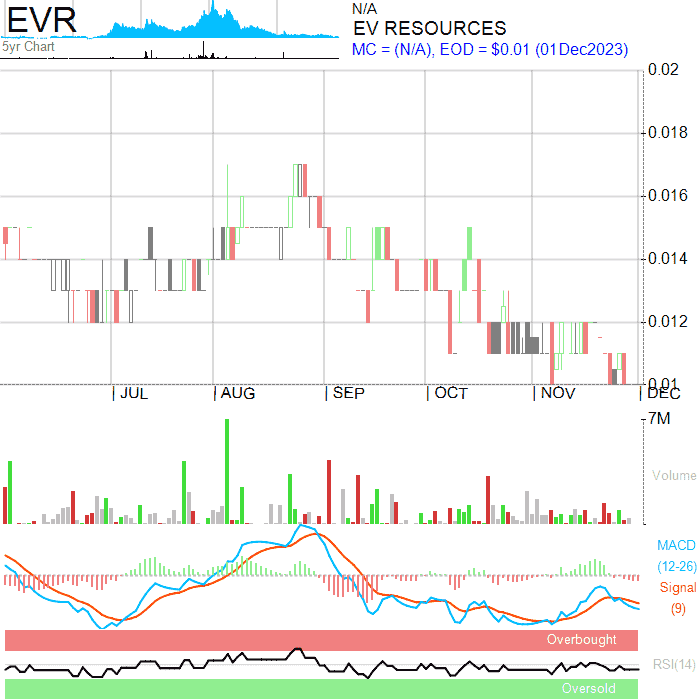 EVR
5yr Chart
N/A
EV RESOURCES
MC = (N/A), EOD = $0.01 (01Dec2023)
0.02
0.018
0.016
0.014
0.012
0.01
JUL AUG SEP OCT NOV DEC
7M
Volume
MACD
(12-26)
Signal
(9)
Overbought
RSI(14)
Oversold